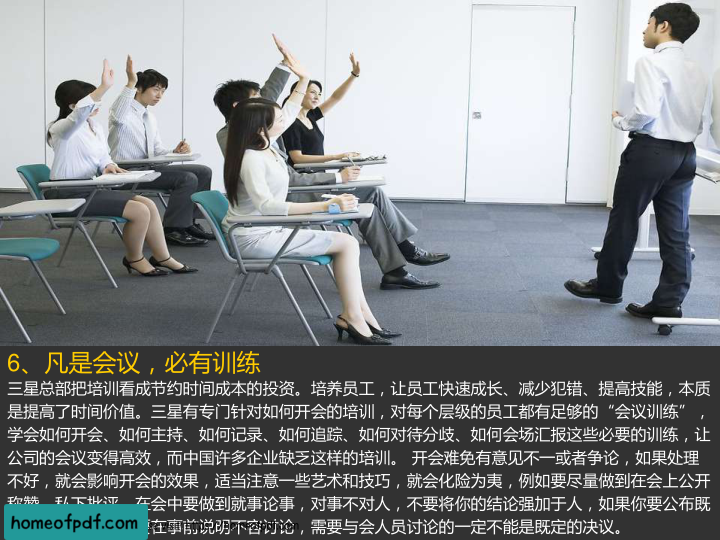 6、凡是会议，必有训练
三星总部把培训看成节约时间成本的投资。培养员工，让员工快速成长、减少犯错、提高技能，本质
是提高了时间价值。三星有专门针对如何开会的培训，对每个层级的员工都有足够的“会议训练”，
学会如何开会、如何主持、如何记录、如何追踪、如何对待分歧、如何会场汇报这些必要的训练，让
公司的会议变得高效，而中国许多企业缺乏这样的培训。 开会难免有意见不一或者争论，如果处理
不好，就会影响开会的效果，适当注意一些艺术和技巧，就会化险为夷，例如要尽量做到在会上公开
称赞，私下批评，在会中要做到就事论事，对事不对人，不要将你的结论强加于人，如果你要公布既
在事前说明不容讨论，需要与会人员讨论的一定不能是既定的决议。
homeofpdf.com